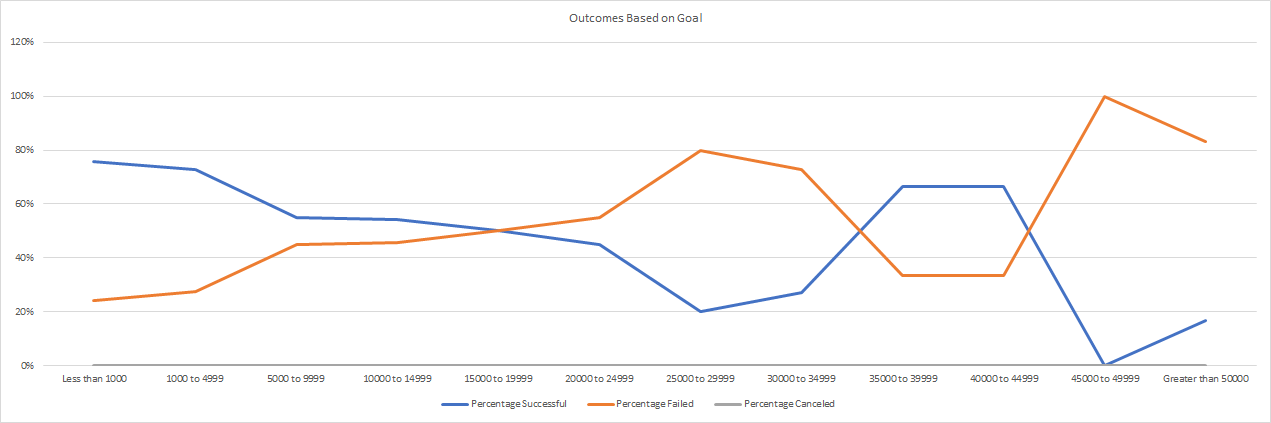 Outcomes Based on Goal
120%
100%
80%
60%
40%
20%
0%
Less than 1000 1000 to 4999 5000 to 9999 10000 to 14999 15000 to 19999 20000 to 24999 25000 to 29999 30000 to 34999 35000 to 39999 40000 to 44999 45000 to 49999 Greater than 50000
Percentage Successful Percentage Failed Percentage Canceled